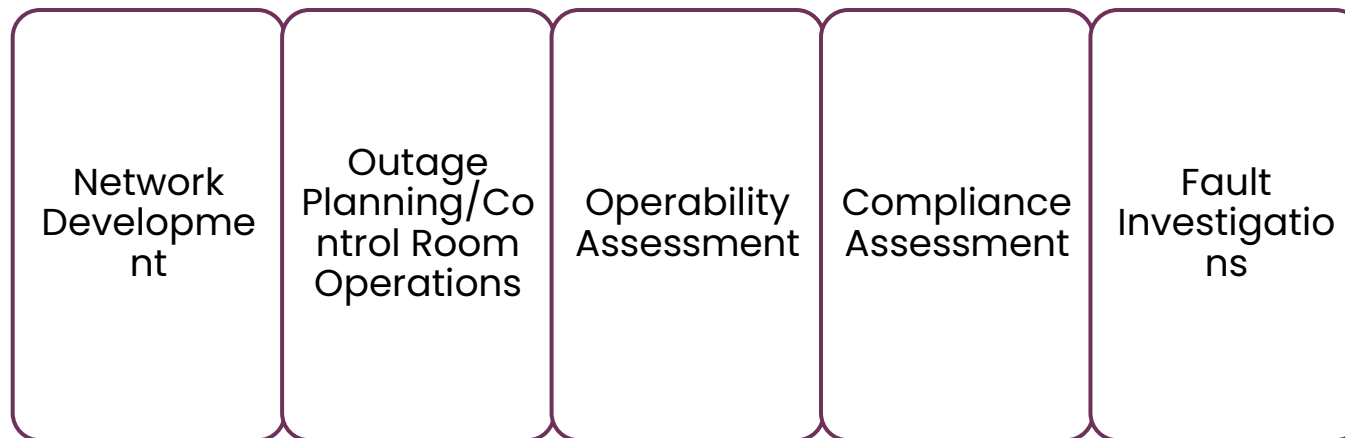 Network
Developme
nt
Outage
Planning/Co
ntrol Room
Operations
Operability
Assessment
Compliance
Assessment
Fault
Investigatio
ns